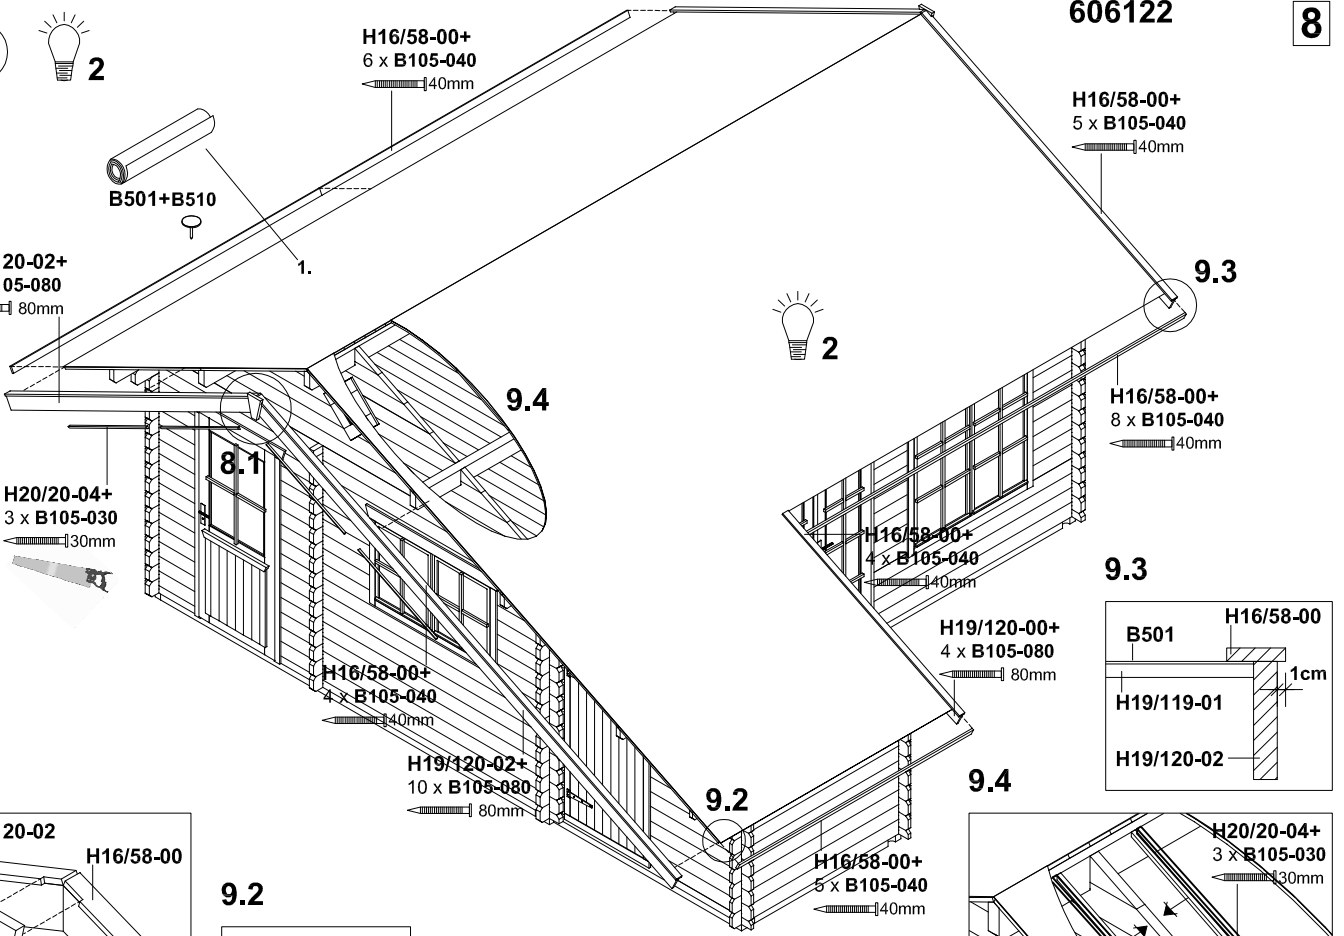 606122
8
2
H16/58-00+
6 x B105-040
40mm
H16/58-00+
5 x B105-040
40mm
B501+B510
1.
20-02+
05-080
80mm
9.3
2
9.4
H16/58-00+
8 x B105-040
40mm
8.1
H20/20-04+
3 x B105-030
30mm
H16/58-00+
4 x B105-040
40mm
9.3
B501
H16/58-00
1cm
H19/119-01
H19/120-02
H19/120-00+
4 x B105-080
80mm
H16/58-00+
4 x B105-040
40mm
H19/120-02+
10 x B105-080
80mm
9.2
9.4
20-02
H16/58-00
H16/58-00+
5 x B105-040
40mm
H20/20-04+
3 x B105-030
30mm
9.2